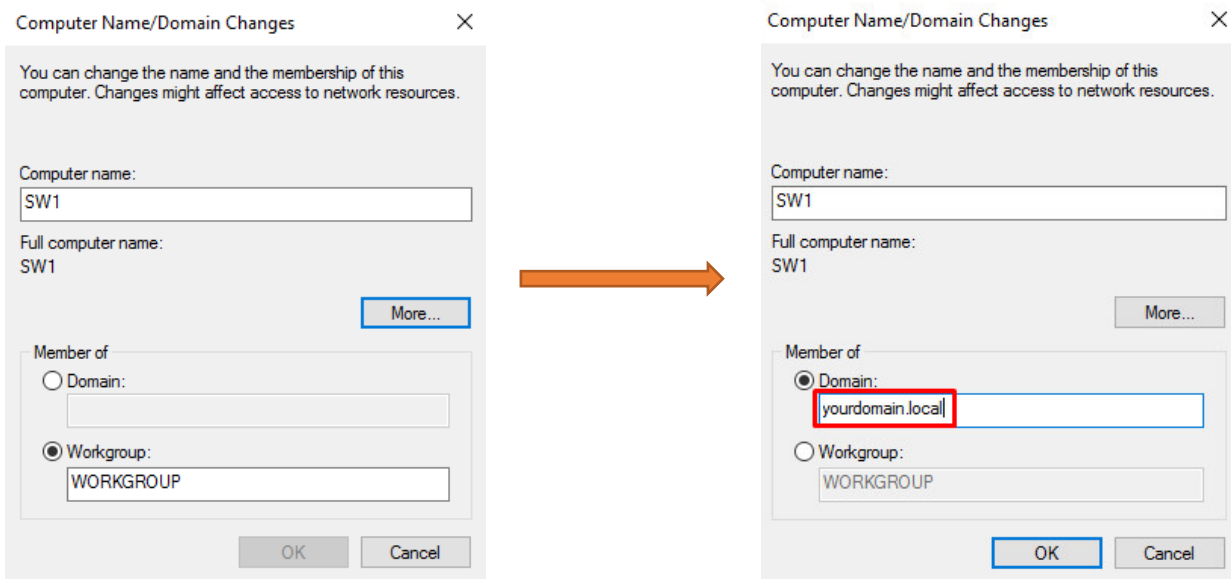 Computer Name/Domain Changes
You can change the name and the membership of this
computer. Changes might affect access to network resources.
Computer name:
SW1
Full computer name:
SW1
More...
Member of
Domain:
Workgroup:
WORKGROUP
OK
Cancel
Computer Name/Domain Changes
You can change the name and the membership of this
computer. Changes might affect access to network resources.
Computer name:
SW1
Full computer name:
SW1
More...
Member of
Domain:
yourdomain.local
Workgroup:
WORKGROUP
OK
Cancel